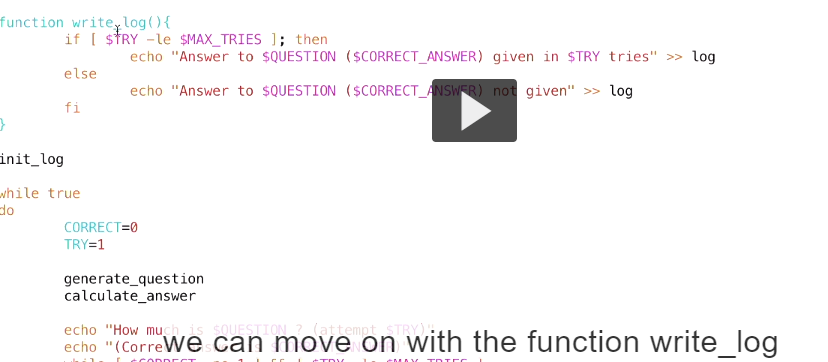 function write_log(){
if [ $TRY -le $MAX_TRIES ]; then
echo "Answer to $QUESTION ($CORRECT_ANSWER) given in $TRY tries" >> log
else
echo "Answer to $QUESTION ($CORRECT_ANSWER) not given" >> log
fi
}
init_log
while true
do
CORRECT=0
TRY=1
generate_question
calculate_answer
echo "How much is $QUESTION ? (attempt $TRY)"
echo "(Corre
we can move on with the function write_log